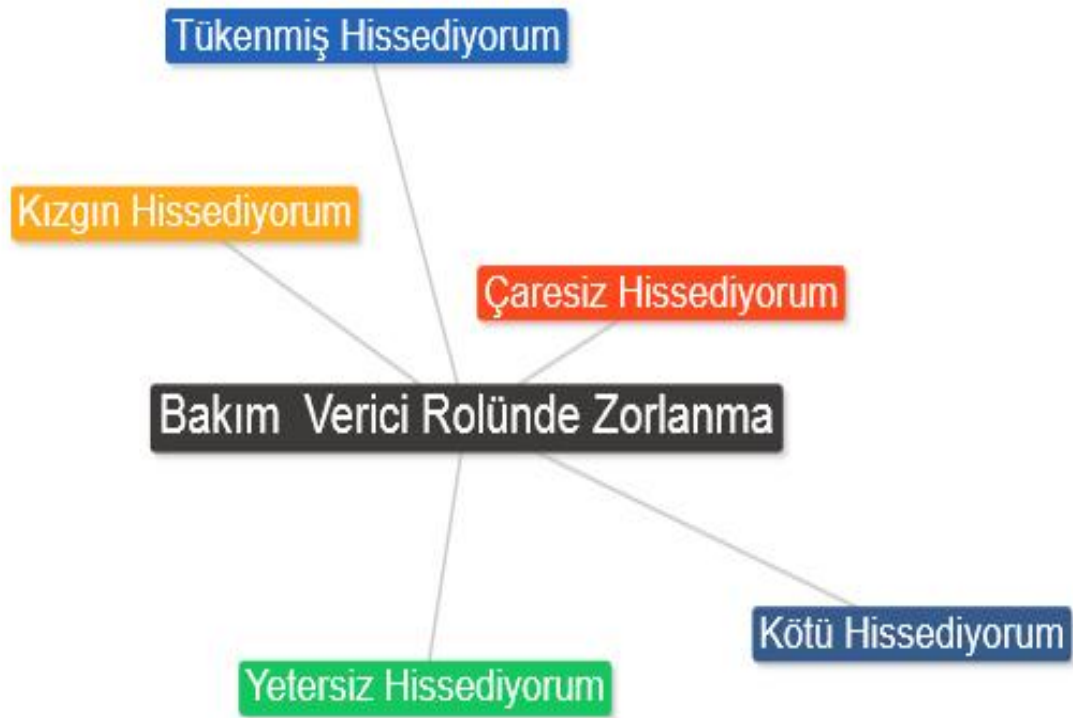 Tükenmiş Hissediyorum
Kızgın Hissediyorum
Çaresiz Hissediyorum
Bakım  Verici Rolünde Zorlanma
Kötü Hissediyorum
Yetersiz Hissediyorum